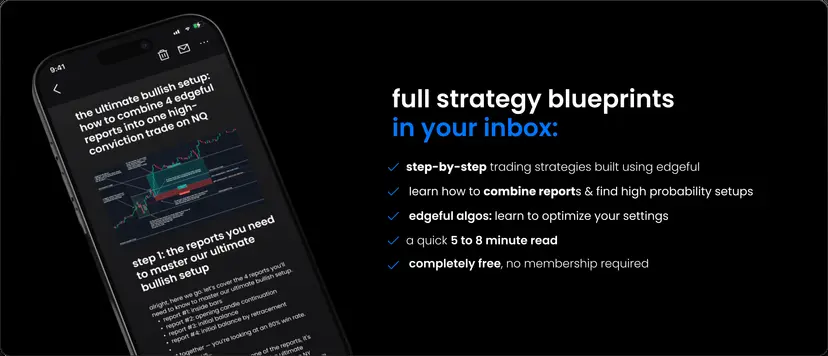 9:41
the ultimate bullish setup:
how to combine 4 edgeful
reports into one high-
conviction trade on NQ
step 1: the reports you need
to master our ultimate
bullish setup
alright, here we go: let's cover the 4 reports you'll
need to know to master our ultimate bullish setup.
report #1: inside bars
report #2: opening candle continuation
report #3: initial balance
report #4: initial balance by retracement
together — you're looking at an 80% win rate.
of the reports, it's
ultimate
NY
full strategy blueprints
in your inbox:
step-by-step trading strategies built using edgeful
learn how to combine reports & find high probability setups
edgeful algos: learn to optimize your settings
a quick 5 to 8 minute read
completely free, no membership required